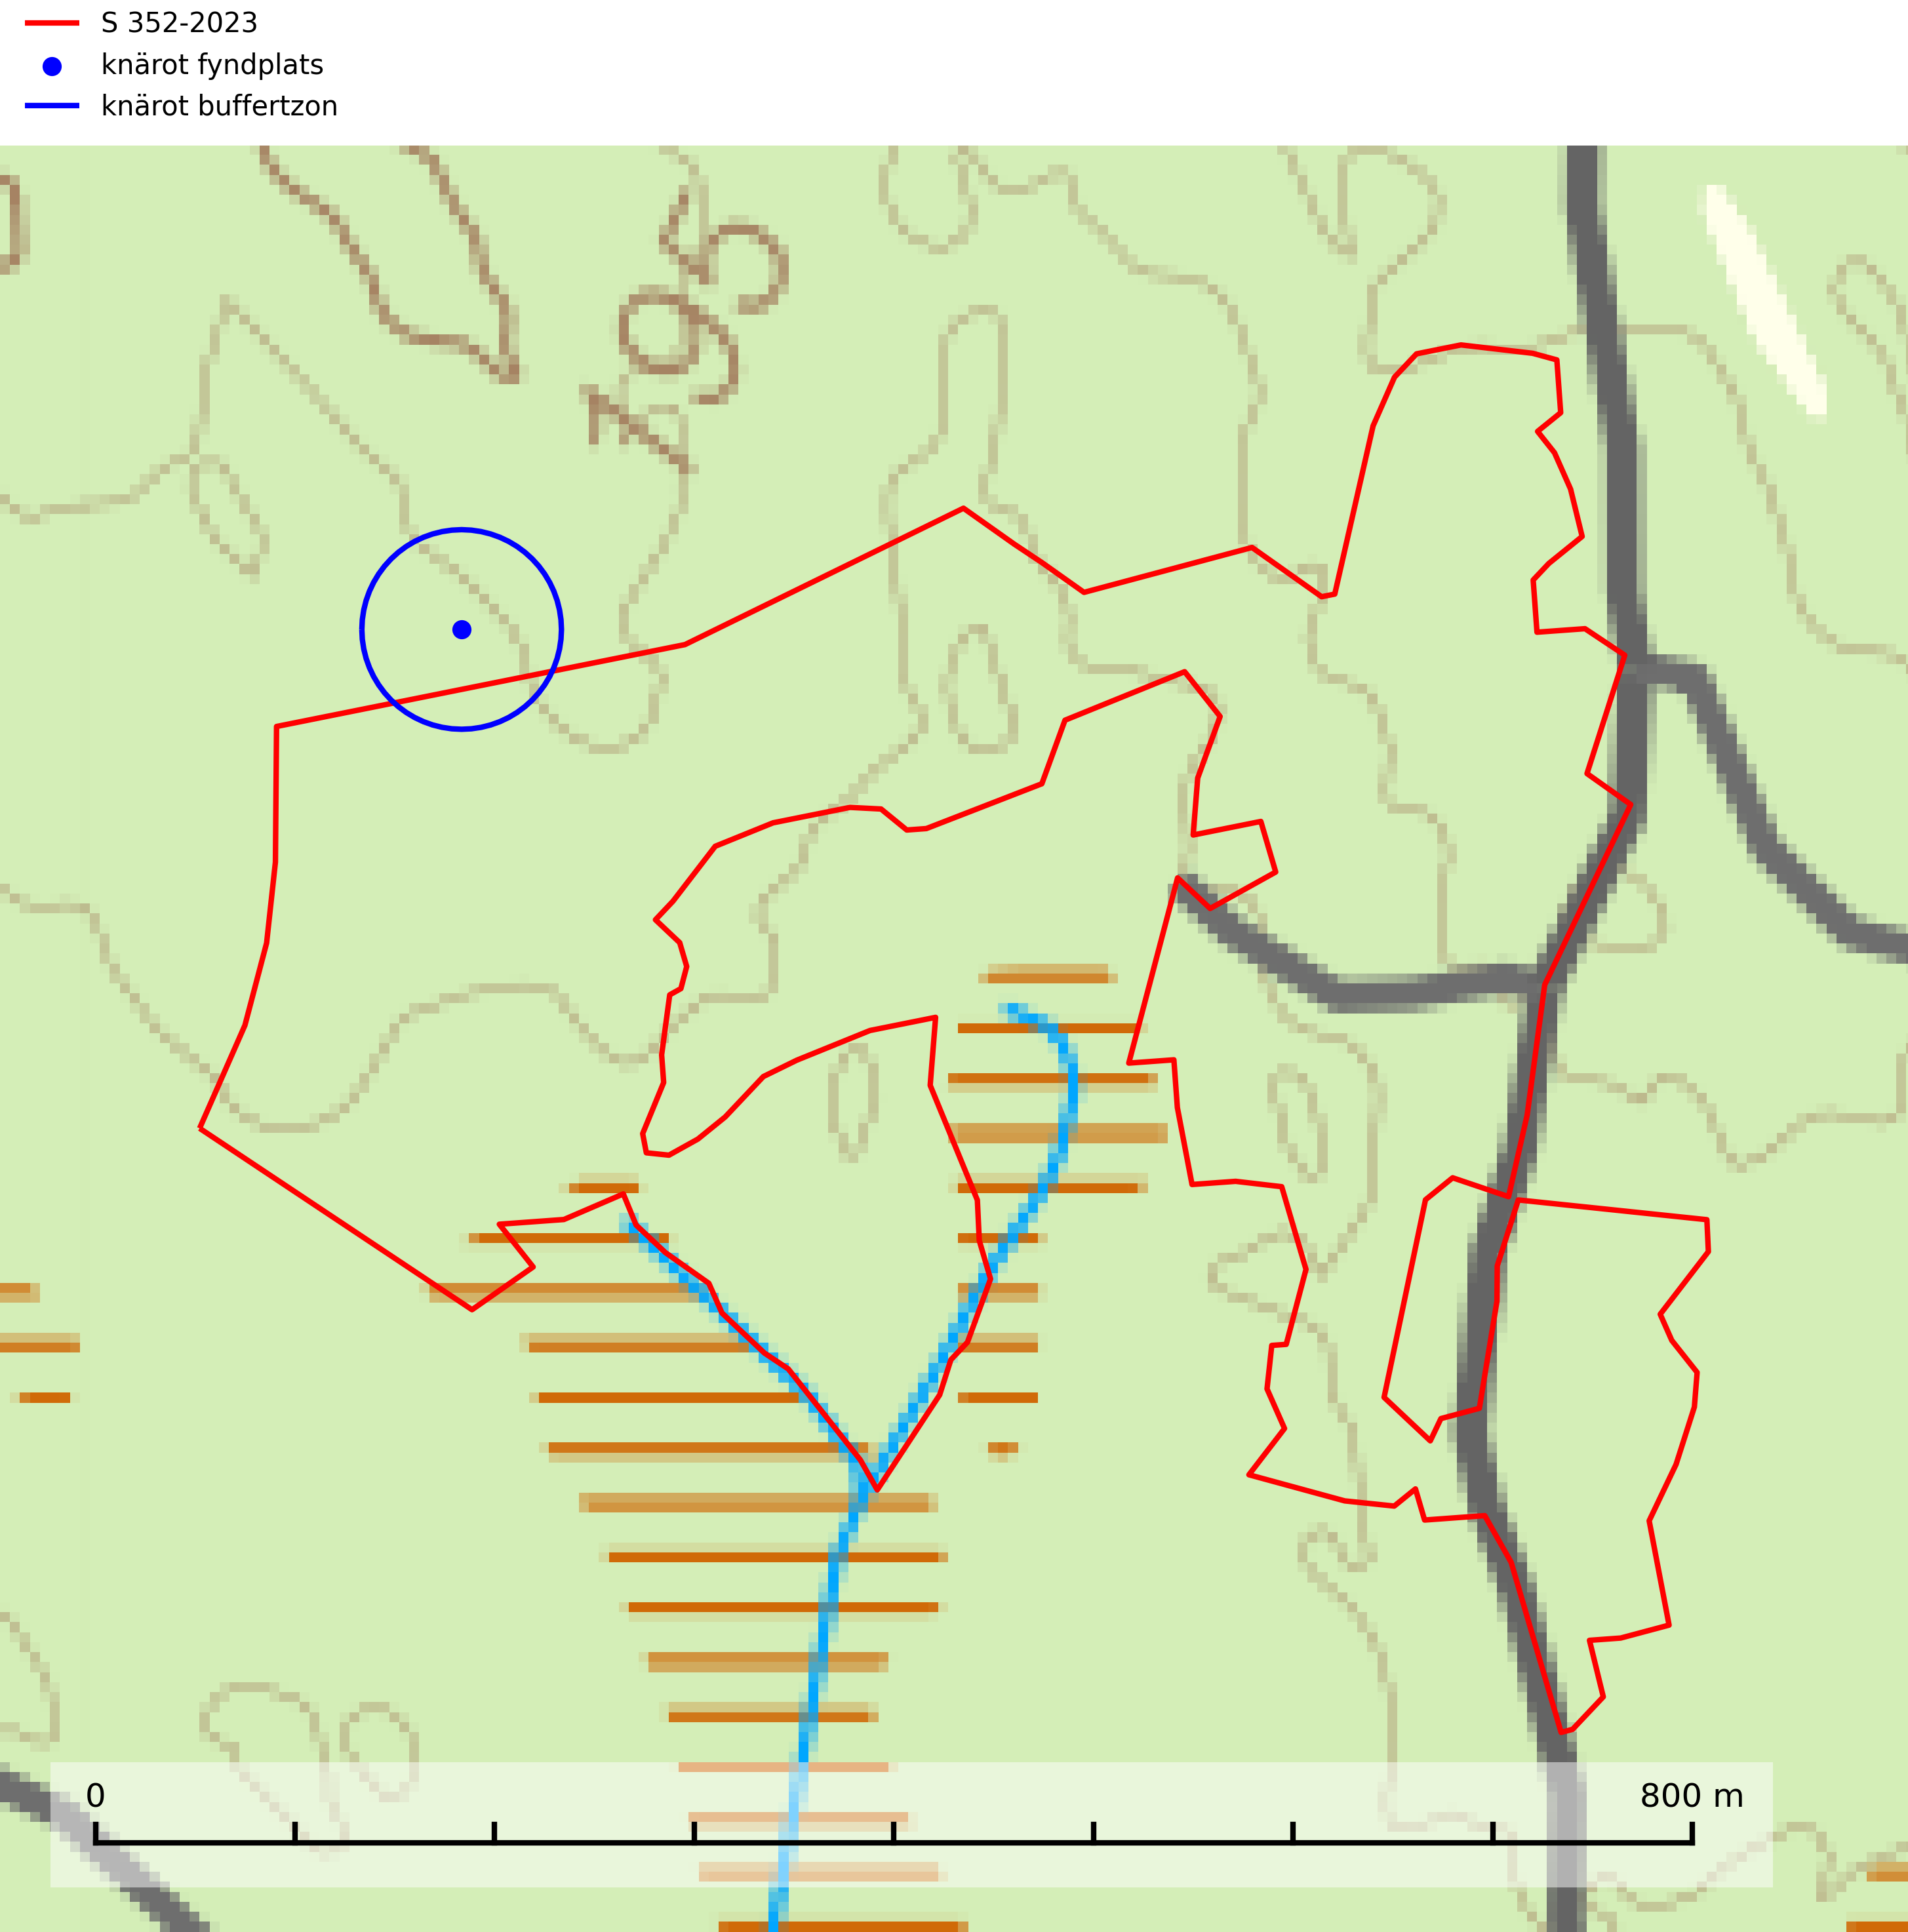 S 352-2023
knärot fyndplats
knärot buffertzon
0 800 m